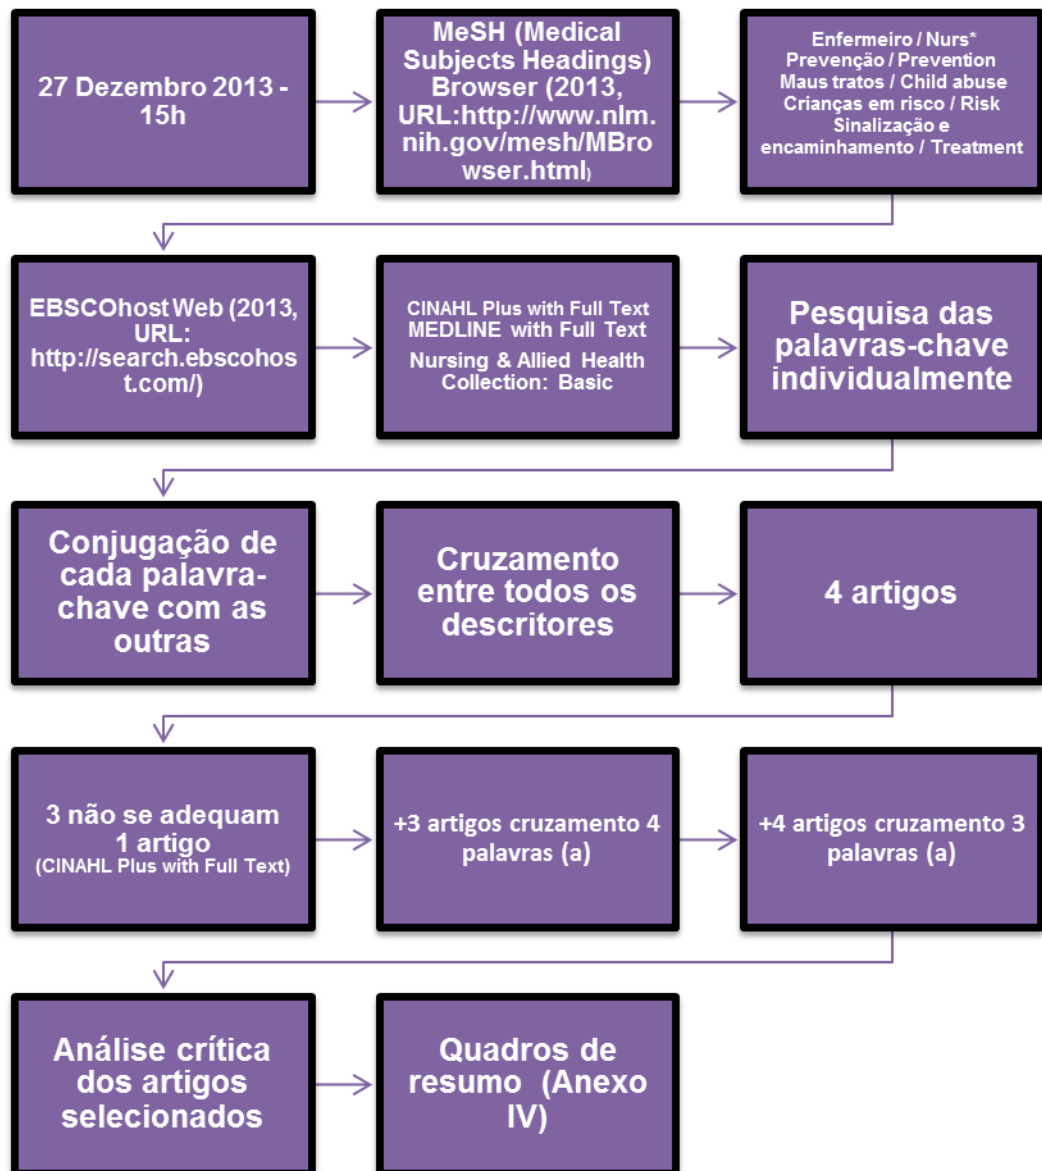 27 Dezembro 2013 -
15h
MeSH (Medical
Subjects Headings)
Browser (2013,
URL:http://www.nlm.
nih.gov/mesh/MBro
wser.html)
Enfermeiro / Nurs*
Prevenção / Prevention
Maus tratos / Child abuse
Crianças em risco / Risk
Sinalização e
encaminhamento / Treatment
EBSCOhost Web (2013,
URL:
http://search.ebscohos
t.com/)
CINAHL Plus with Full Text
MEDLINE with Full Text
Nursing & Allied Health
Collection: Basic
Pesquisa das
palavras-chave
individualmente
Conjugação de
cada palavra-
chave com as
outras
Cruzamento
entre todos os
descritores
4 artigos
3 não se adequam
1 artigo
(CINAHL Plus with Full Text)
+3 artigos cruzamento 4
palavras (a)
+4 artigos cruzamento 3
palavras (a)
Análise crítica
dos artigos
selecionados
Quadros de
resumo (Anexo
IV)